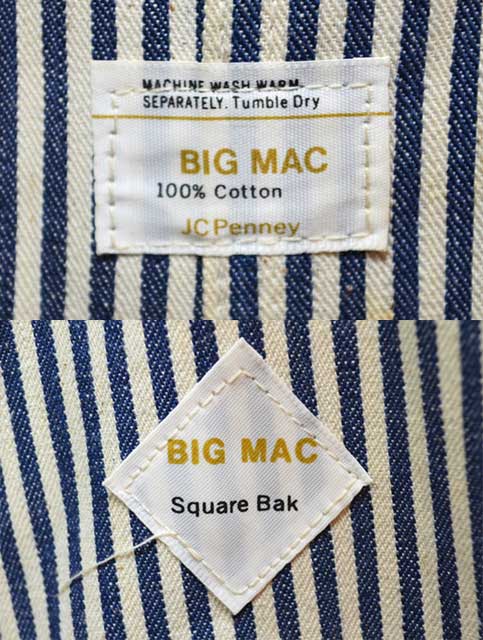 MACHINE WASH WARM
SEPARATELY. Tumble Dry
BIG MAC
100% Cotton
JCPenney
BIG MAC
Square Bak